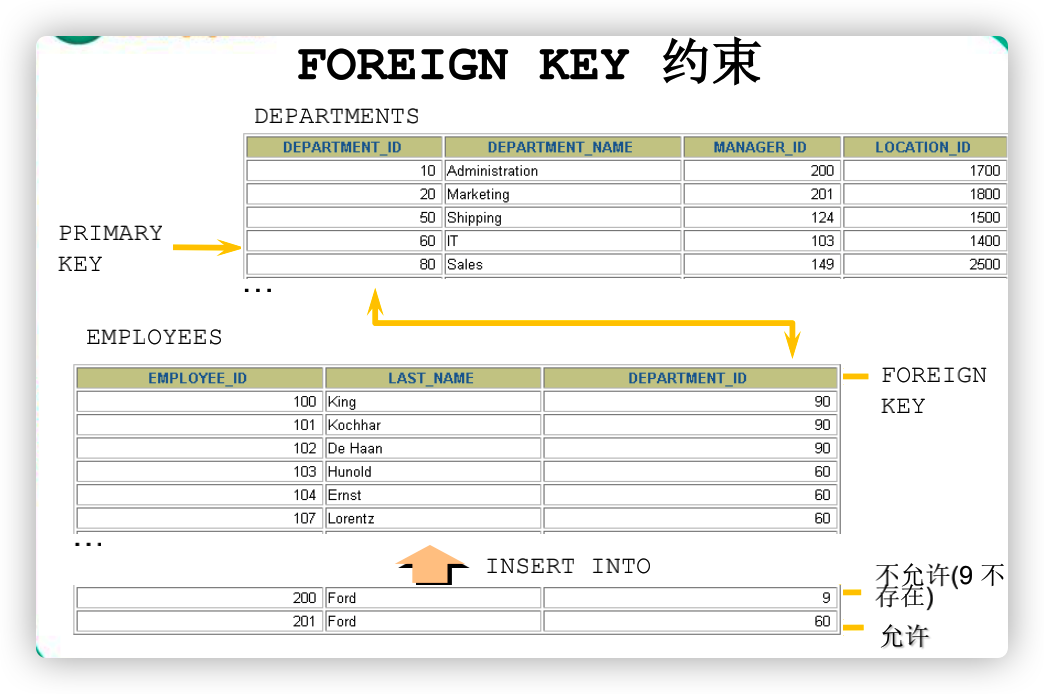 FOREIGN KEY 约束
DEPARTMENTS
DEPARTMENT_ID DEPARTMENT_NAME MANAGER_ID LOCATION_ID
10 Administration 200 1700
20 Marketing 201 1800
50 Shipping 124 1500
60 IT 103 1400
80 Sales 149 2500
...
PRIMARY
KEY
EMPLOYEES
EMPLOYEE_ID LAST_NAME DEPARTMENT_ID
100 King 90
101 Kochhar 90
102 De Haan 90
103 Hunold 60
104 Ernst 60
107 Lorentz 60
...
FOREIGN
KEY
INSERT INTO
200 Ford 9
201 Ford 60
不允许(9 不
存在)
允许